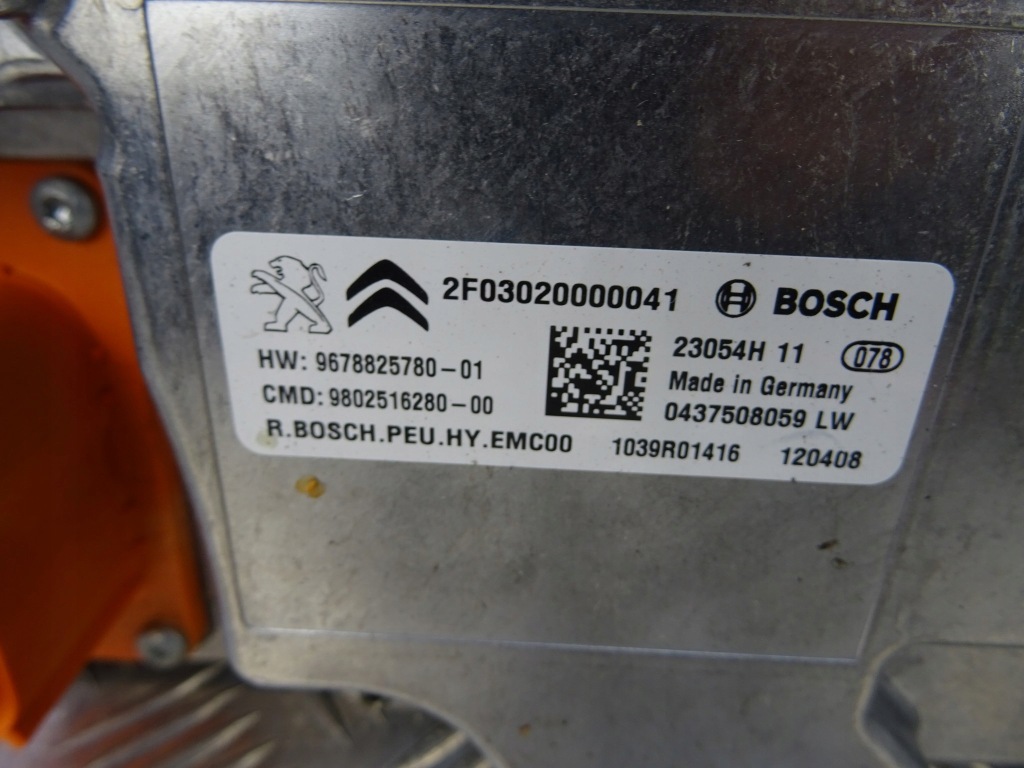 2F03020000041 BOSCH
23054H 11 078
HW: 9678825780-01
Made in Germany
CMD: 9802516280-00
0437508059 LW
R.BOSCH.PEU.HY.EMC00 1039R01416 120408